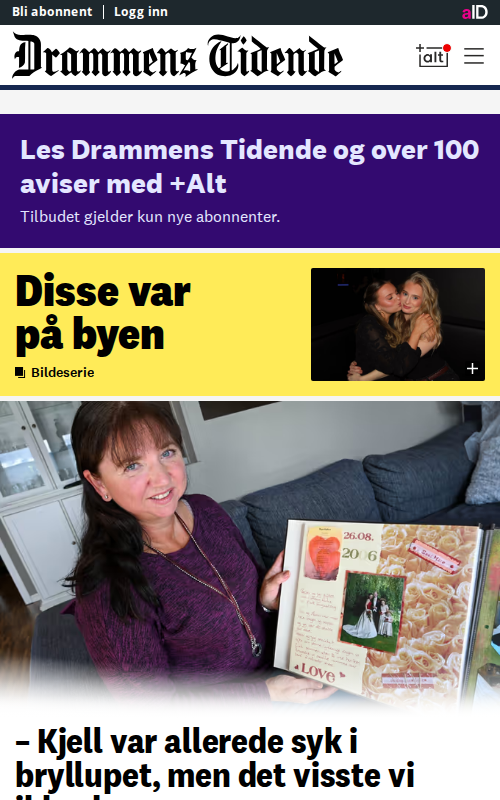 Bli abonnent | Logg inn
aID
Drammens Tidende
+alt
Les Drammens Tidende og over 100
aviser med +Alt
Tilbudet gjelder kun nye abonnenter.
Disse var
på byen
Bildeserie
26.08.
2006
LOVE
– Kjell var allerede syk i
bryllupet, men det visste vi